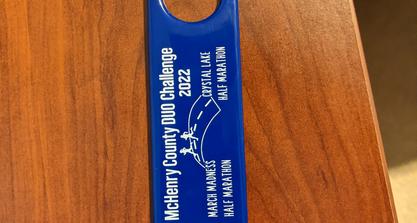 McHenry County DUO Challenge
2022
MARCH MADNESS
HALF MARATHON
CRYSTAL LAKE
HALF MARATHON